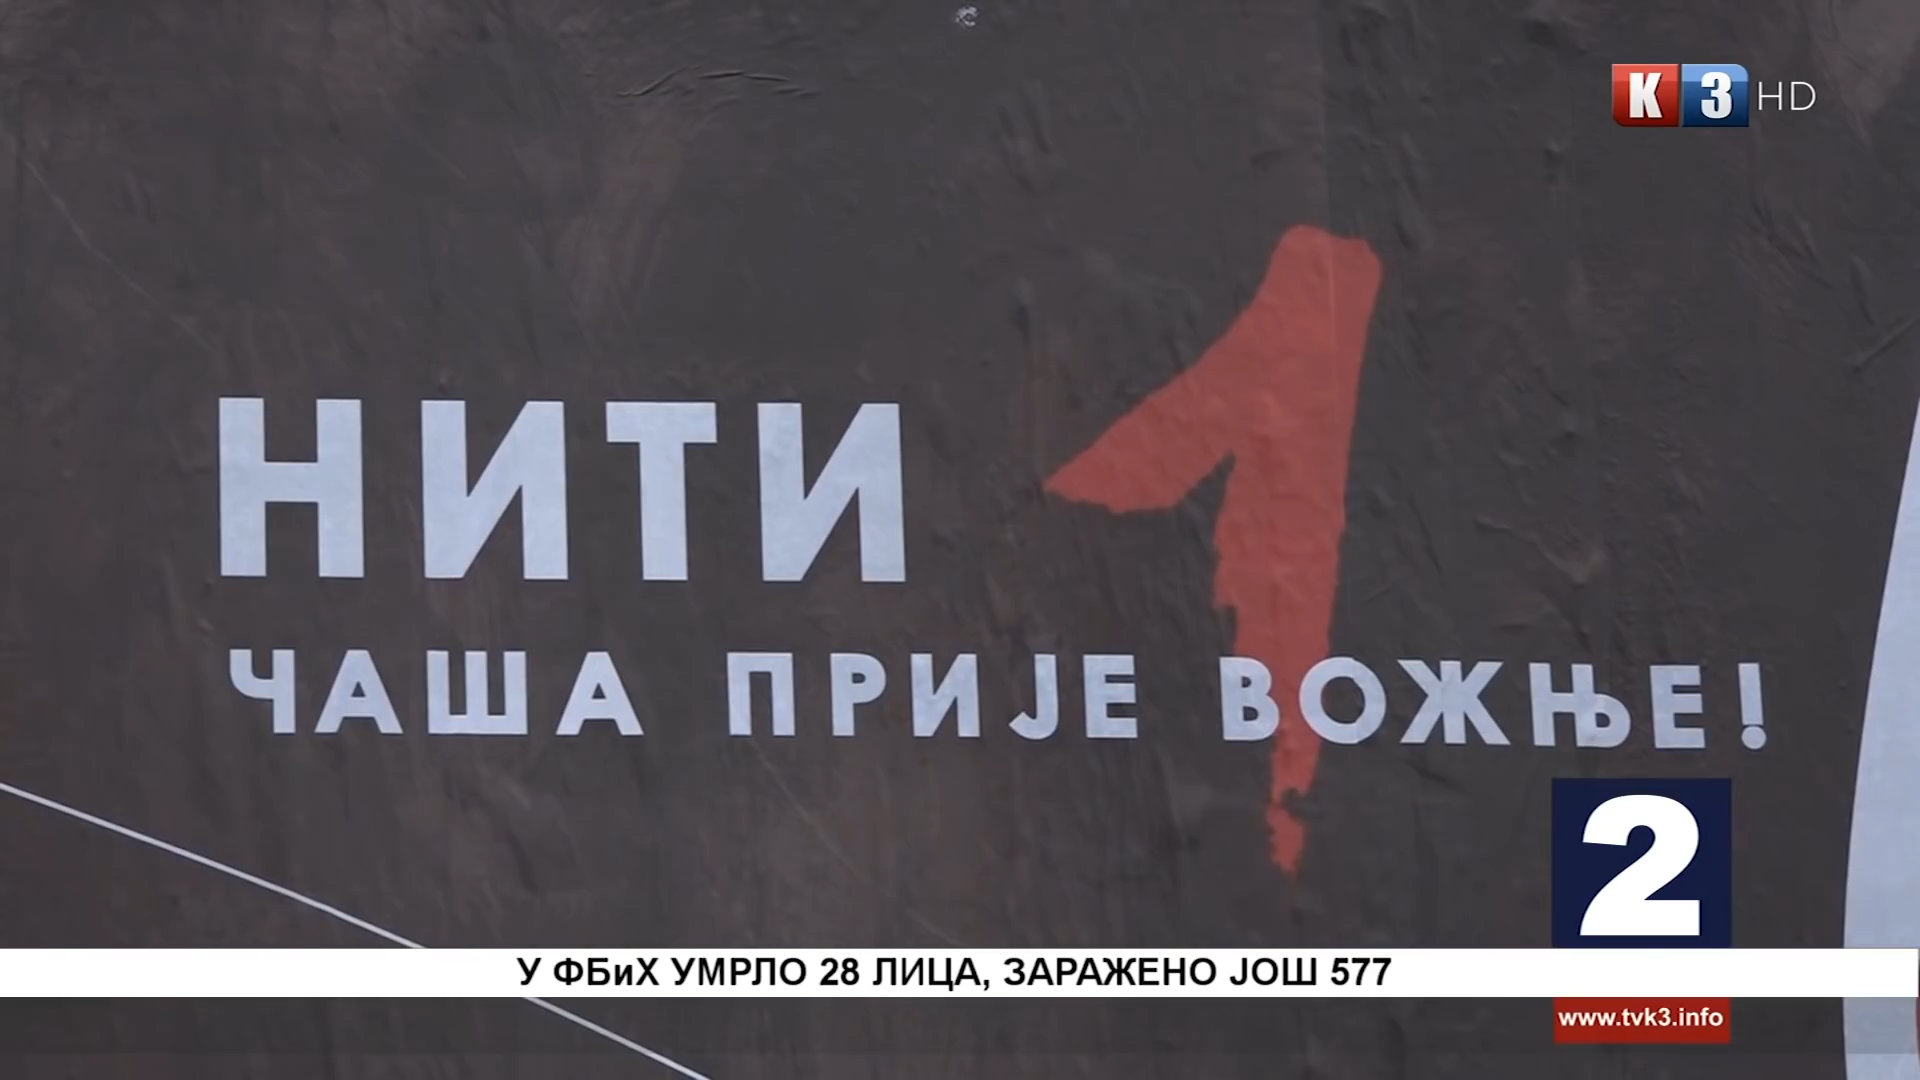 К3 HD
НИТИ 1
ЧАША ПРИЈЕ ВОЖЊЕ!
2
У ФБиХ УМРЛО 28 ЛИЦА, ЗАРАЖЕНО ЈОШ 577
www.tvk3.info